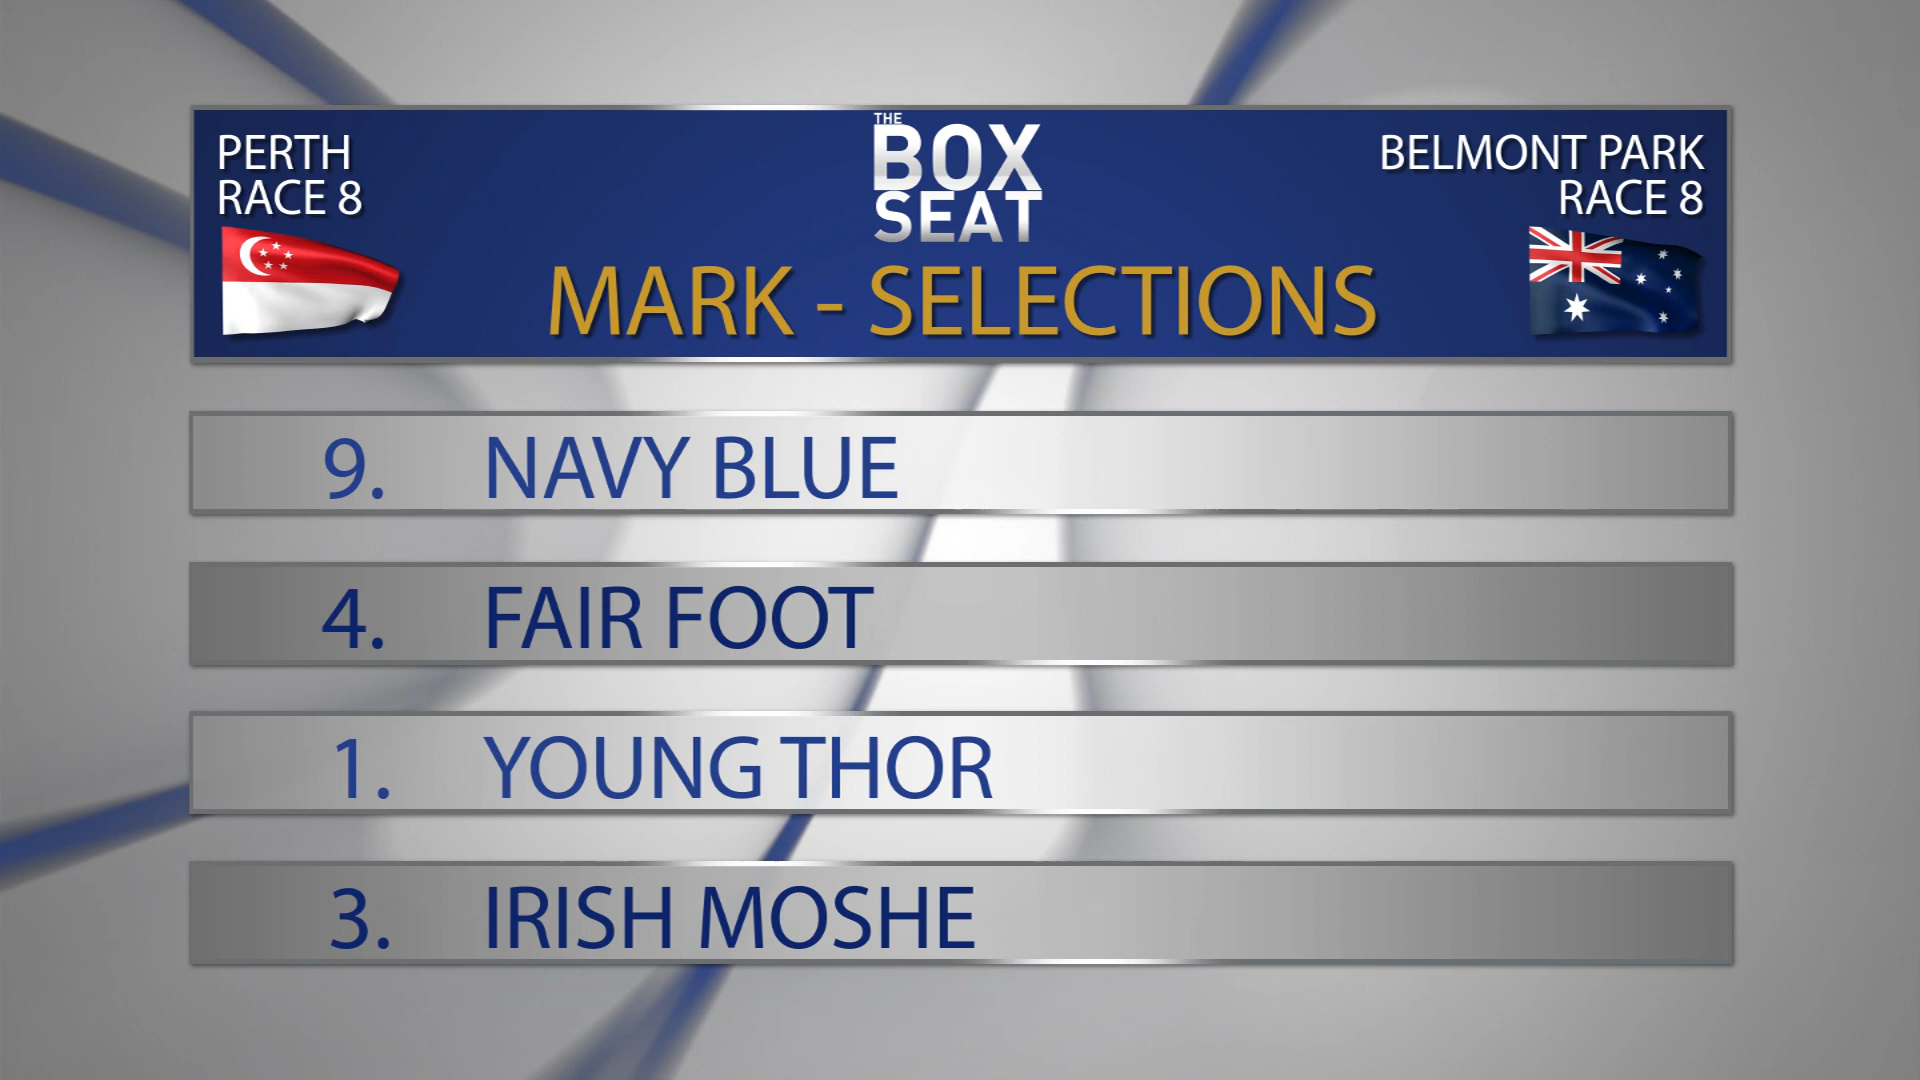 PERTH
RACE 8
THE
BOX
SEAT
BELMONT PARK
RACE 8
MARK - SELECTIONS
9. NAVY BLUE
4. FAIR FOOT
1. YOUNG THOR
3. IRISH MOSHE